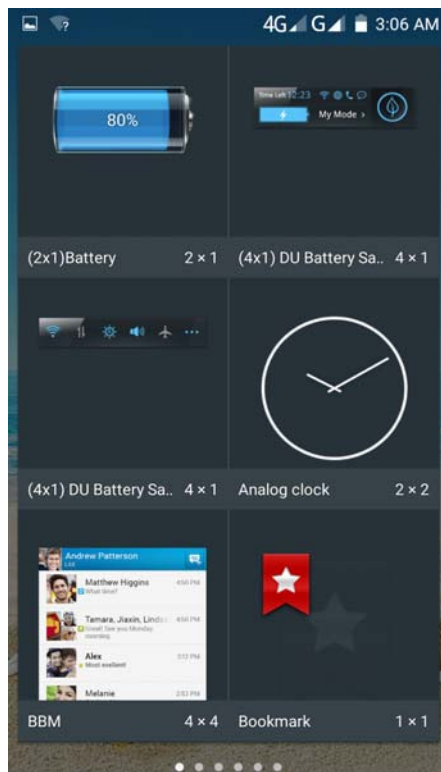 4G G 3:06 AM
80%
Time Left 12:23
My Mode >
(2x1)Battery 2 × 1
(4x1) DU Battery Sa.. 4 × 1
(4x1) DU Battery Sa.. 4 × 1
Analog clock 2 × 2
Andrew Patterson
Matthew Higgins 4:50 PM
What time?
Tamara, Jiaxin, Lindsa 4:50 PM
Great! See you Monday
morning
Alex 3:13 PM
Most excellent!
Melanie 2:53 PM
BBM 4 × 4
Bookmark 1 × 1